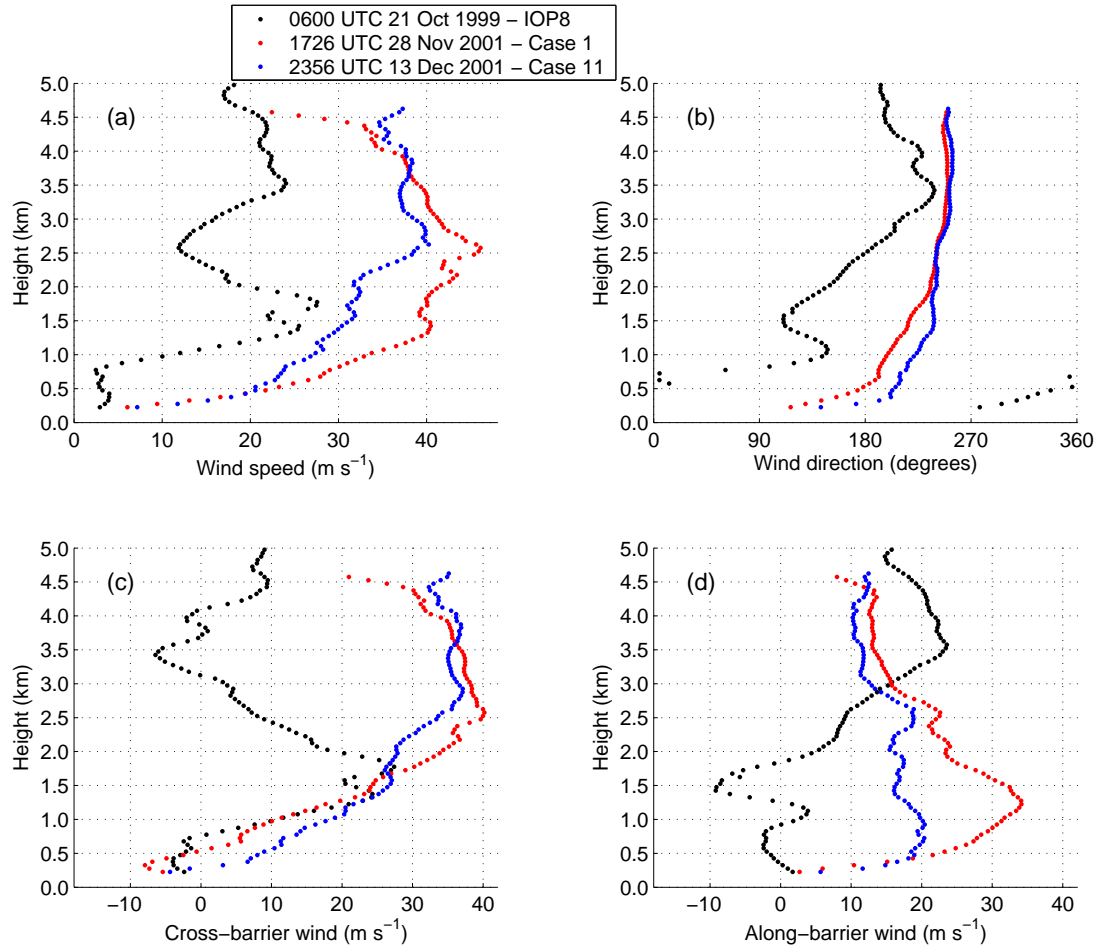 0600 UTC 21 Oct 1999 − IOP8
1726 UTC 28 Nov 2001 − Case 1
2356 UTC 13 Dec 2001 − Case 11
(a)
5.0
4.5
4.0
3.5
3.0
2.5
2.0
1.5
1.0
0.5
0.0
Height (km)
0 10 20 30 40
Wind speed (m s−1)
(b)
5.0
4.5
4.0
3.5
3.0
2.5
2.0
1.5
1.0
0.5
0.0
Height (km)
0 90 180 270 360
Wind direction (degrees)
(c)
5.0
4.5
4.0
3.5
3.0
2.5
2.0
1.5
1.0
0.5
0.0
Height (km)
−10 0 10 20 30 40
Cross−barrier wind (m s−1)
(d)
5.0
4.5
4.0
3.5
3.0
2.5
2.0
1.5
1.0
0.5
0.0
Height (km)
−10 0 10 20 30 40
Along−barrier wind (m s−1)